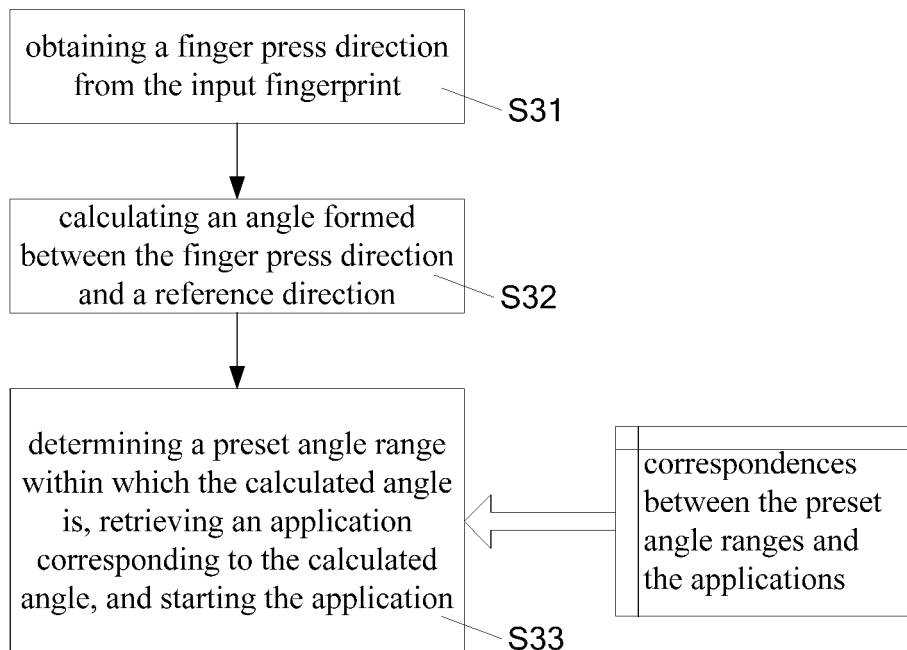 obtaining a finger press direction
from the input fingerprint
S31
calculating an angle formed
between the finger press direction
and a reference direction
S32
determining a preset angle range
within which the calculated angle
is, retrieving an application
corresponding to the calculated
angle, and starting the application
S33
correspondences
between the preset
angle ranges and
the applications